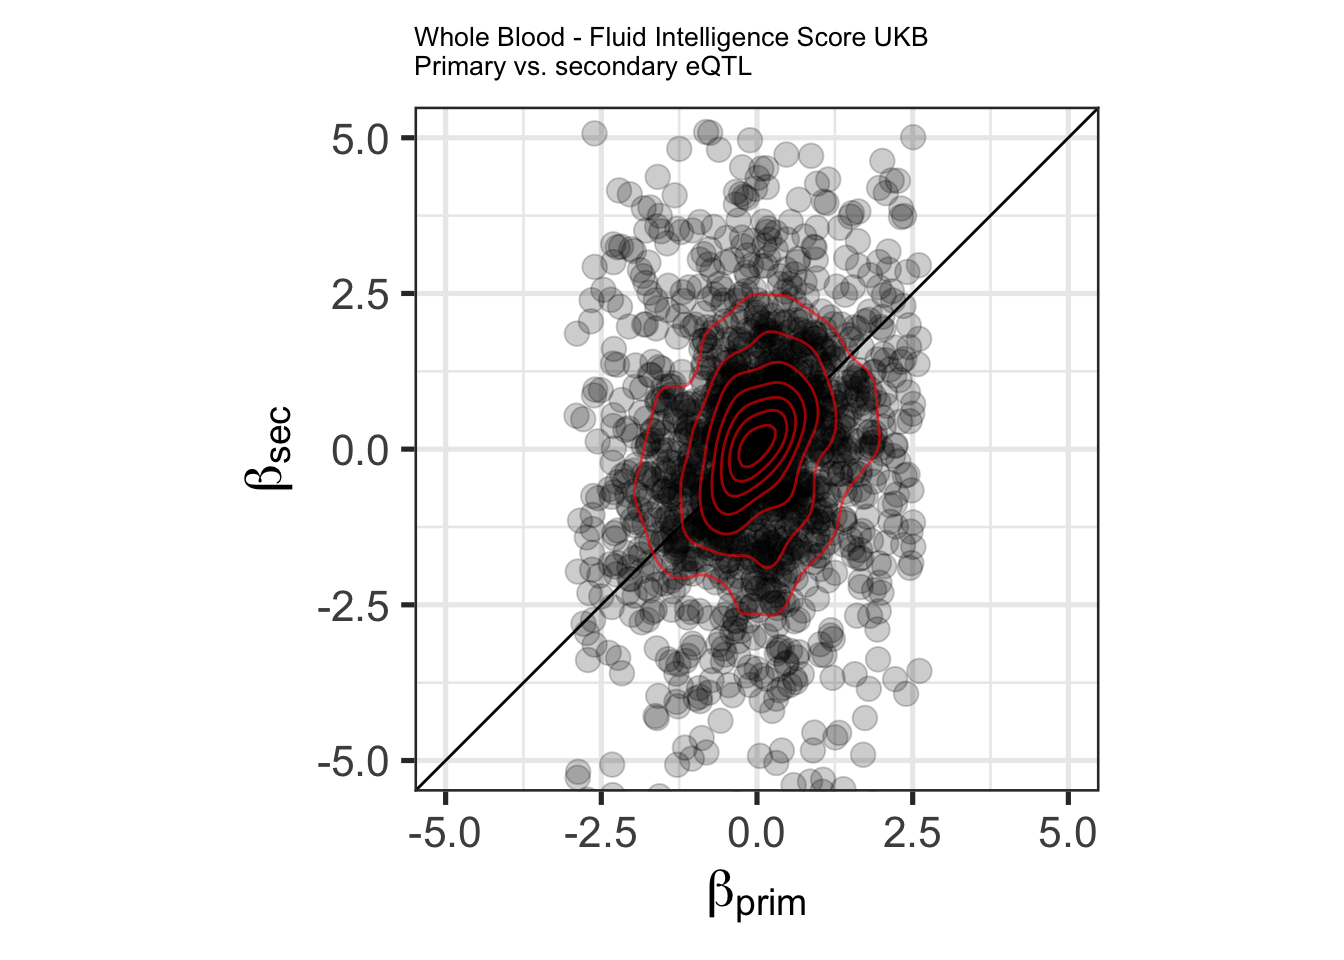 Whole Blood - Fluid Intelligence Score UKB
Primary vs. secondary eQTL
5.0
2.5
0.0
-2.5
-5.0
βsec
-5.0 -2.5 0.0 2.5 5.0
βprim